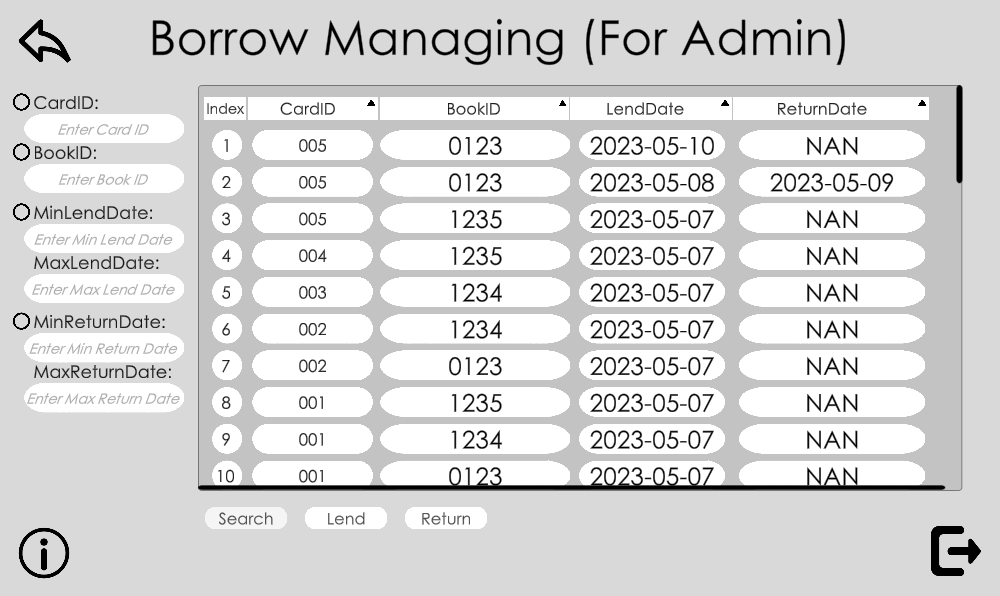 Borrow Managing (For Admin)
CardID:
Enter Card ID
BookID:
Enter Book ID
MinLendDate:
Enter Min Lend Date
MaxLendDate:
Enter Max Lend Date
MinReturnDate:
Enter Min Return Date
MaxReturnDate:
Enter Max Return Date
Index CardID BookID LendDate ReturnDate
1 005 0123 2023-05-10 NAN
2 005 0123 2023-05-08 2023-05-09
3 005 1235 2023-05-07 NAN
4 004 1235 2023-05-07 NAN
5 003 1234 2023-05-07 NAN
6 002 1234 2023-05-07 NAN
7 002 0123 2023-05-07 NAN
8 001 1235 2023-05-07 NAN
9 001 1234 2023-05-07 NAN
10 001 0123 2023-05-07 NAN
Search Lend Return